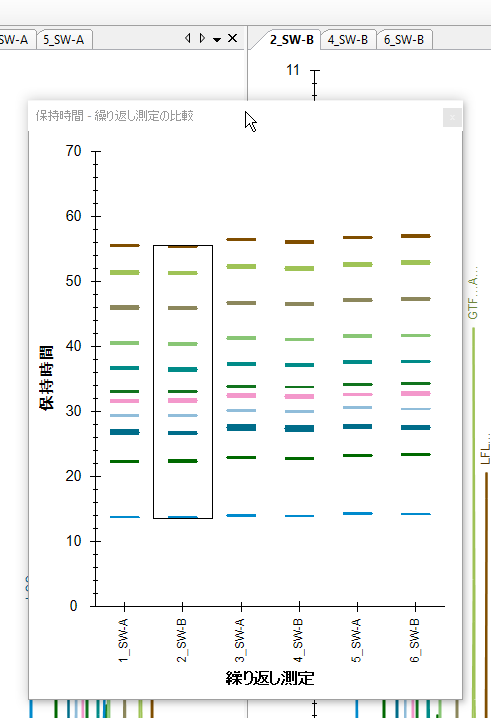 SW-A
5_SW-A
2_SW-B
4_SW-B
6_SW-B
11
保持時間 - 繰り返し測定の比較
x
70
60
50
40
30
20
10
0
保持時間
1_SW-A
2_SW-B
3_SW-A
4_SW-B
5_SW-A
6_SW-B
繰り返し測定
GTF...A...
LFL...